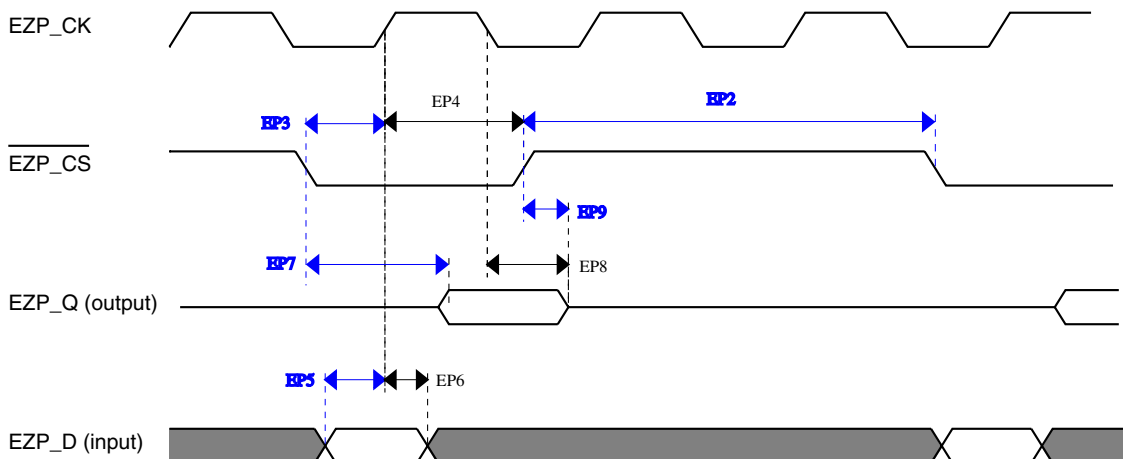 EZP_CK
EP4
EP2
EP3
EZP_CS
EP9
EP7
EP8
EZP_Q (output)
EP5
EP6
EZP_D (input)